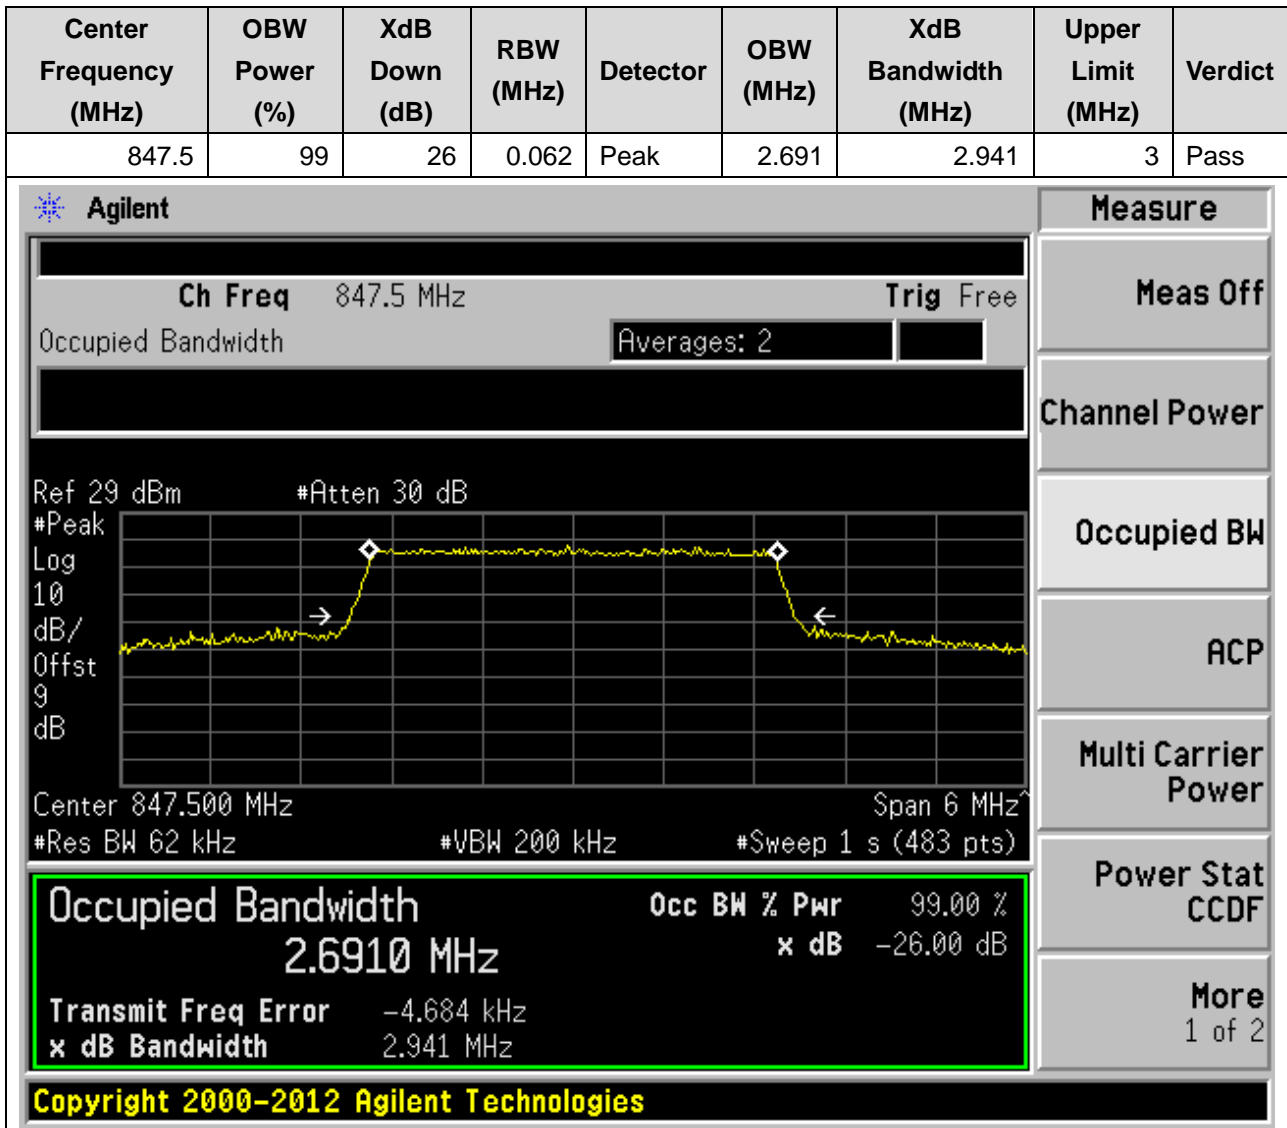 Center Frequency (MHz) OBW Power (%) XdB Down (dB) RBW (MHz) Detector OBW (MHz) XdB Bandwidth (MHz) Upper Limit (MHz) Verdict
847.5 99 26 0.062 Peak 2.691 2.941 3 Pass
Agilent
Ch Freq 847.5 MHz Trig Free
Occupied Bandwidth Averages: 2
Ref 29 dBm #Atten 30 dB
#Peak
Log
10
dB/
Offst
9
dB
Center 847.500 MHz Span 6 MHz^
#Res BW 62 kHz #VBW 200 kHz #Sweep 1 s (483 pts)
Occupied Bandwidth Occ BW % Pwr 99.00 %
2.6910 MHz x dB -26.00 dB
Transmit Freq Error -4.684 kHz
x dB Bandwidth 2.941 MHz
Copyright 2000-2012 Agilent Technologies
Measure
Meas Off
Channel Power
Occupied BW
ACP
Multi Carrier
Power
Power Stat
CCDF
More
1 of 2